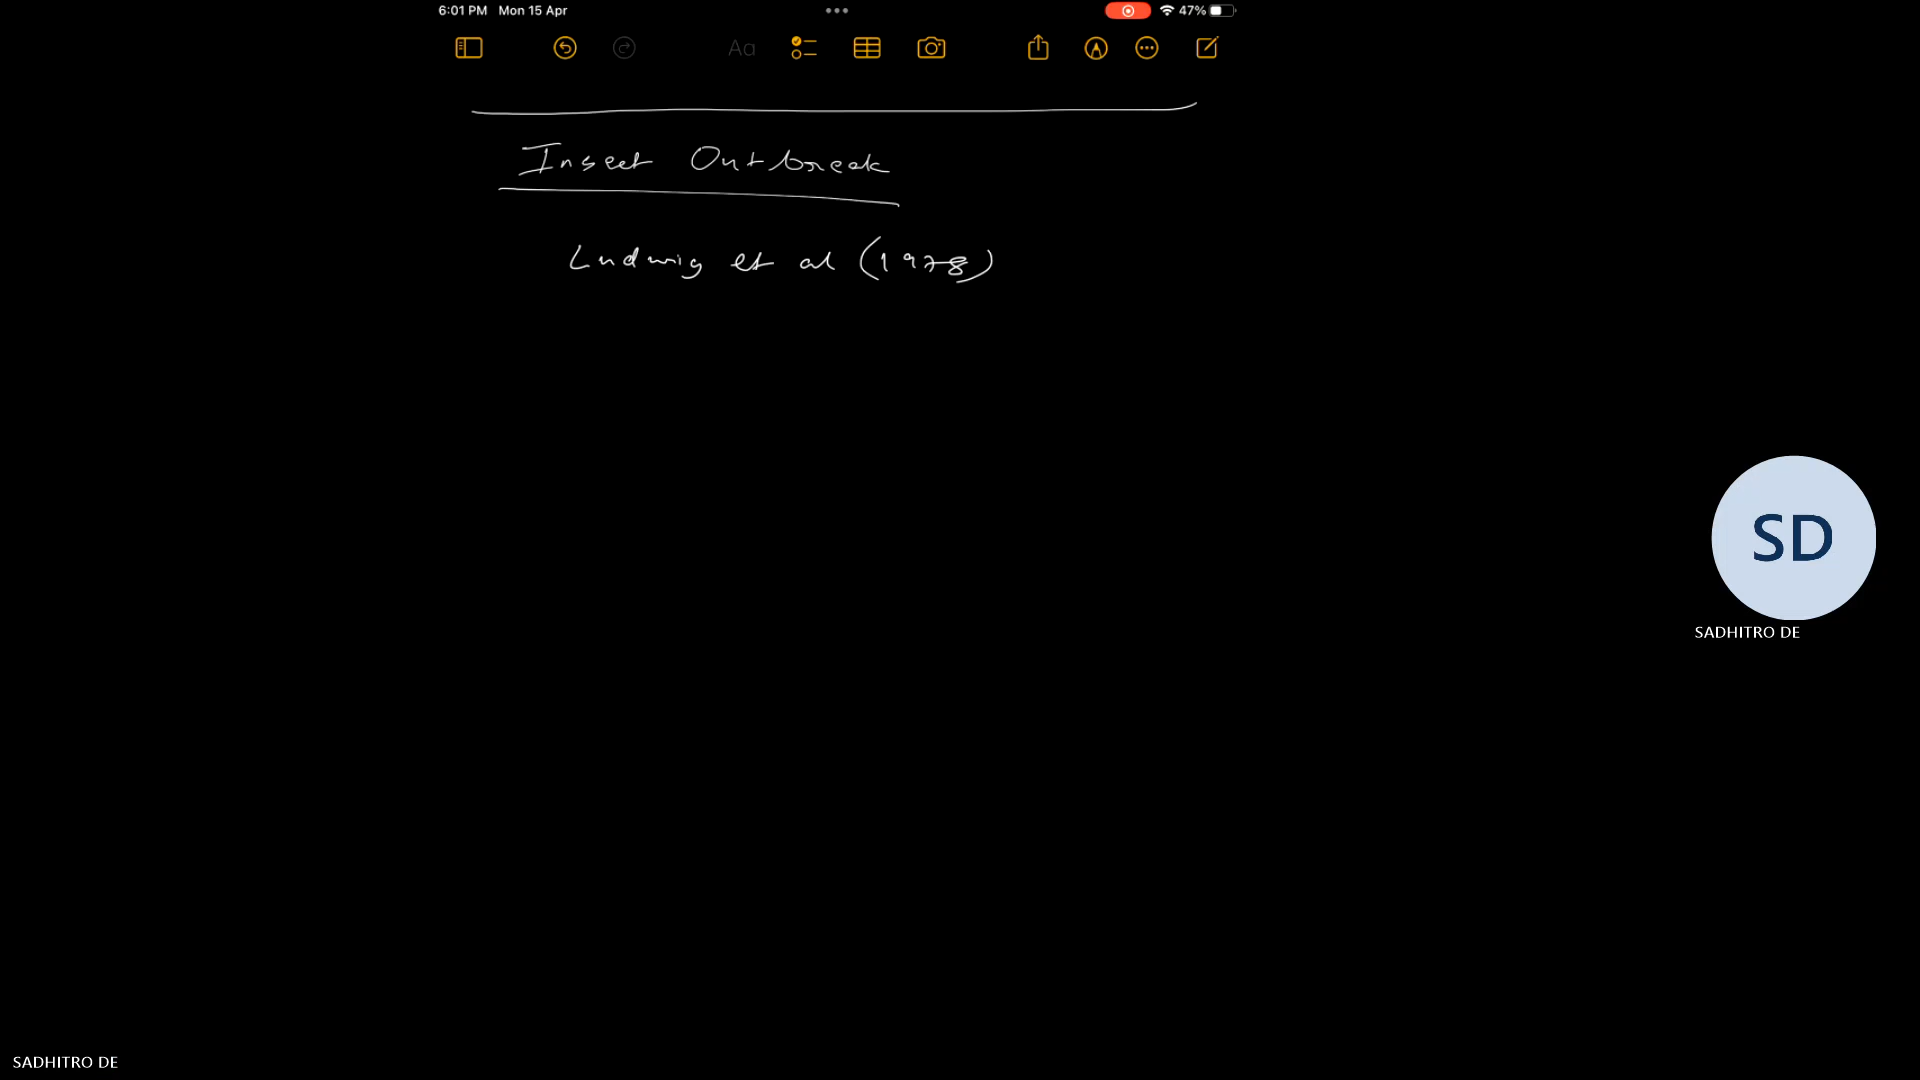 6:01 PM Mon 15 Apr
47%
Aa
Insect Outbreak
Ludwig et al (1978)
SD
SADHITRO DE
SADHITRO DE